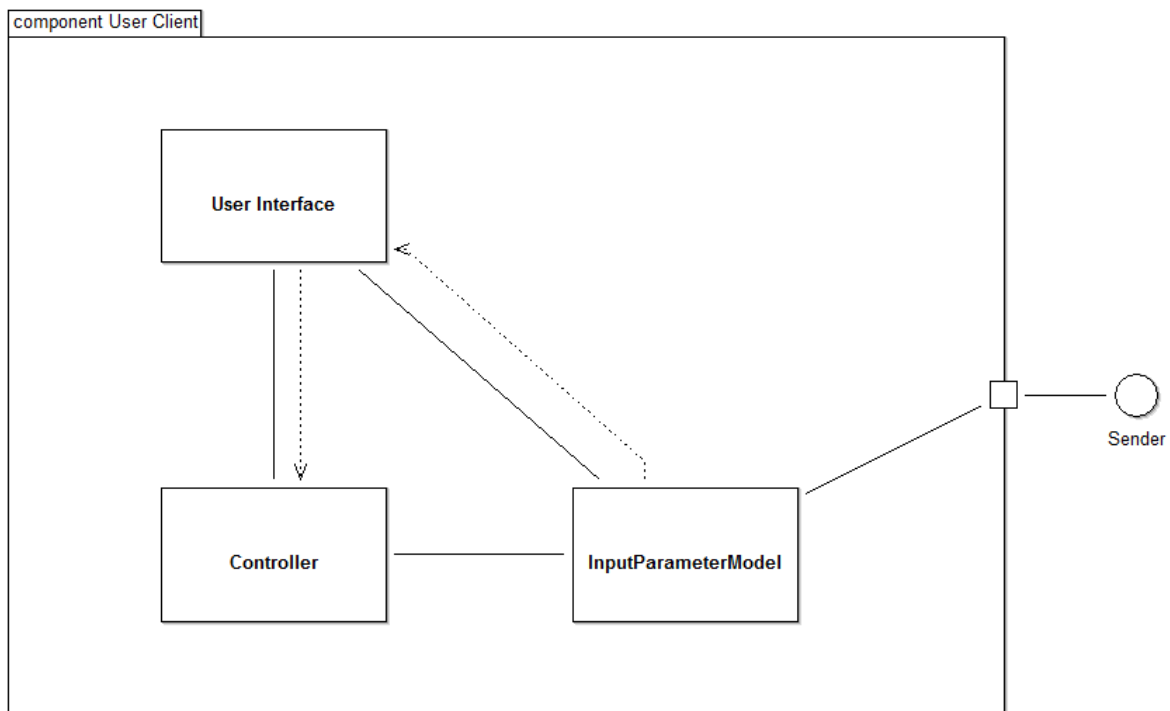 component User Client
User Interface
Sender
Controller
InputParameterModel